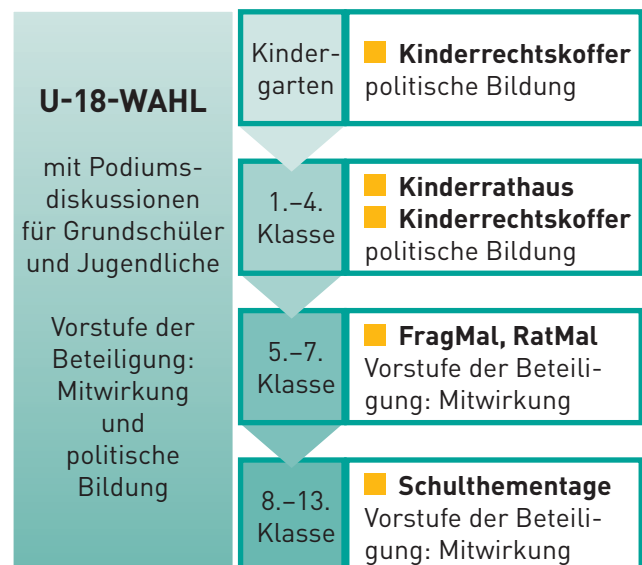 U-18-WAHL
mit Podiums-
diskussionen
für Grundschüler
und Jugendliche
Vorstufe der
Beteiligung:
Mitwirkung
und
politische
Bildung
Kinder-
garten
Kinderrechtskoffer
politische Bildung
1.–4.
Klasse
Kinderrathaus
Kinderrechtskoffer
politische Bildung
5.–7.
Klasse
FragMal, RatMal
Vorstufe der Beteili-
gung: Mitwirkung
8.–13.
Klasse
Schulthementage
Vorstufe der Beteili-
gung: Mitwirkung